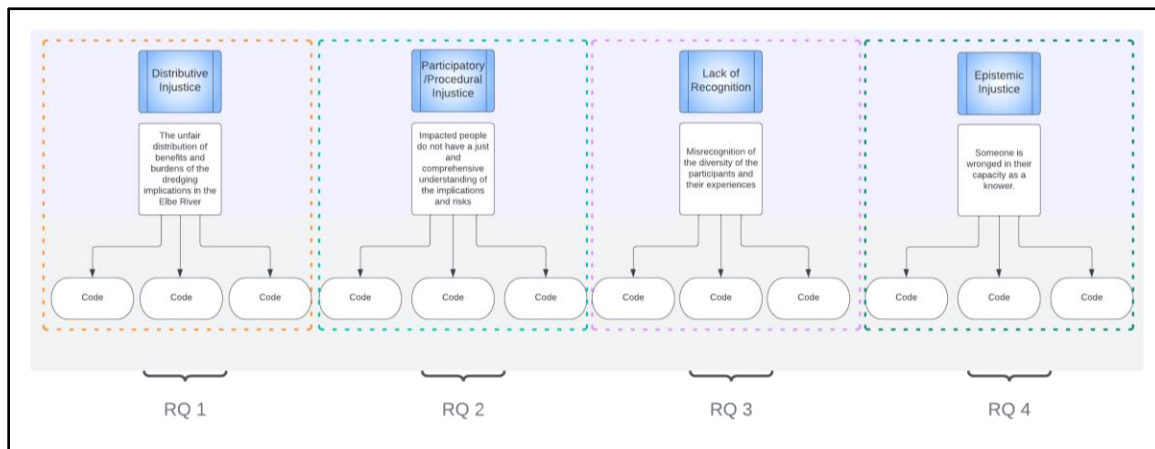 Distributive
Injustice
The unfair
distribution of
benefits and
burdens of the
dredging
implications in the
Elbe River
Code
Code
Code
RQ 1
Participatory
/Procedural
Injustice
Impacted people
do not have a just
and
comprehensive
understanding of
the implications
and risks
Code
Code
Code
RQ 2
Lack of
Recognition
Misrecognition of
the diversity of the
participants and
their experiences
Code
Code
Code
RQ 3
Epistemic
Injustice
Someone is
wronged in their
capacity as a
knower.
Code
Code
Code
RQ 4